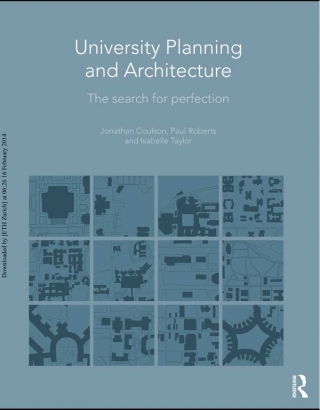 University Planning
and Architecture
The search for perfection
Jonathan Coulson, Paul Roberts
and Isabelle Taylor
Downloaded by [ETH Zurich] at 06:26 16 February 2014
R